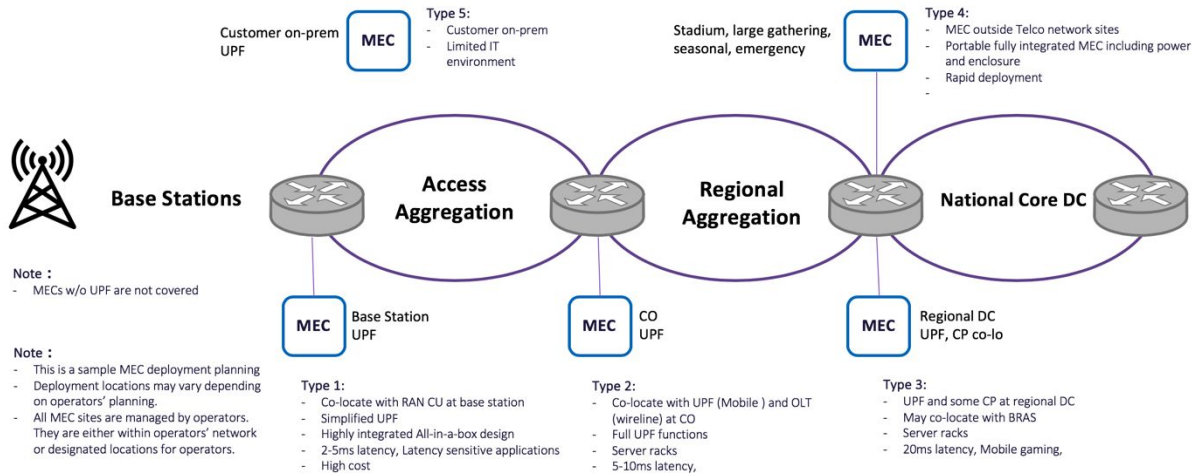 Customer on-prem
UPF
MEC
Type 5:
- Customer on-prem
- Limited IT
environment
Stadium, large gathering,
seasonal, emergency
MEC
Type 4:
- MEC outside Telco network sites
- Portable fully integrated MEC including power
and enclosure
- Rapid deployment
-
Base Stations
Access
Aggregation
Regional
Aggregation
National Core DC
Note：
- MECs w/o UPF are not covered
MEC
Base Station
UPF
MEC
CO
UPF
MEC
Regional DC
UPF, CP co-lo
Note：
- This is a sample MEC deployment planning
- Deployment locations may vary depending
on operators' planning.
- All MEC sites are managed by operators.
They are either within operators' network
or designated locations for operators.
Type 1:
- Co-locate with RAN CU at base station
- Simplified UPF
- Highly integrated All-in-a-box design
- 2-5ms latency, Latency sensitive applications
- High cost
Type 2:
- Co-locate with UPF (Mobile ) and OLT
(wireline) at CO
- Full UPF functions
- Server racks
- 5-10ms latency,
Type 3:
- UPF and some CP at regional DC
- May co-locate with BRAS
- Server racks
- 20ms latency, Mobile gaming,